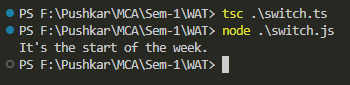 PS F:\Pushkar\MCA\Sem-1\WAT> tsc .\switch.ts
PS F:\Pushkar\MCA\Sem-1\WAT> node .\switch.js
It's the start of the week.
PS F:\Pushkar\MCA\Sem-1\WAT>